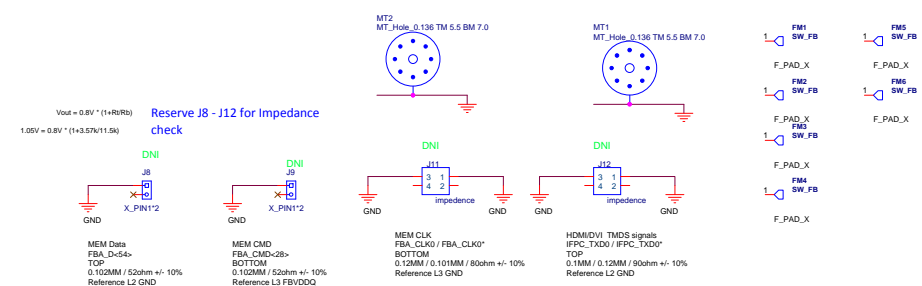 MT2
MT_Hole_0.136 TM 5.5 BM 7.0
MT1
MT_Hole_0.136 TM 5.5 BM 7.0
1
FM1
SW_FB
F_PAD_X
1
FM5
SW_FB
F_PAD_X
1
FM2
SW_FB
F_PAD_X
1
FM6
SW_FB
F_PAD_X
1
FM3
SW_FB
F_PAD_X
1
FM4
SW_FB
F_PAD_X
Vout = 0.8V * (1+Rt/Rb)
1.05V = 0.8V * (1+3.57k/11.5k)
Reserve J8 - J12 for Impedance
check
DNI
J8
X_PIN1*2
GND
MEM Data
FBA_D<54>
TOP
0.102MM / 52ohm +/- 10%
Reference L2 GND
DNI
J9
X_PIN1*2
GND
MEM CMD
FBA_CMD<28>
BOTTOM
0.102MM / 52ohm +/- 10%
Reference L3 FBVDDQ
DNI
J11
3 1
4 2
impedence
GND
GND
MEM CLK
FBA_CLK0 / FBA_CLK0*
BOTTOM
0.12MM / 0.101MM / 80ohm +/- 10%
Reference L3 GND
DNI
J12
3 1
4 2
impedence
GND
GND
HDMI/DVI TMDS signals
IFPC_TXD0 / IFPC_TXD0*
TOP
0.1MM / 0.12MM / 90ohm +/- 10%
Reference L2 GND